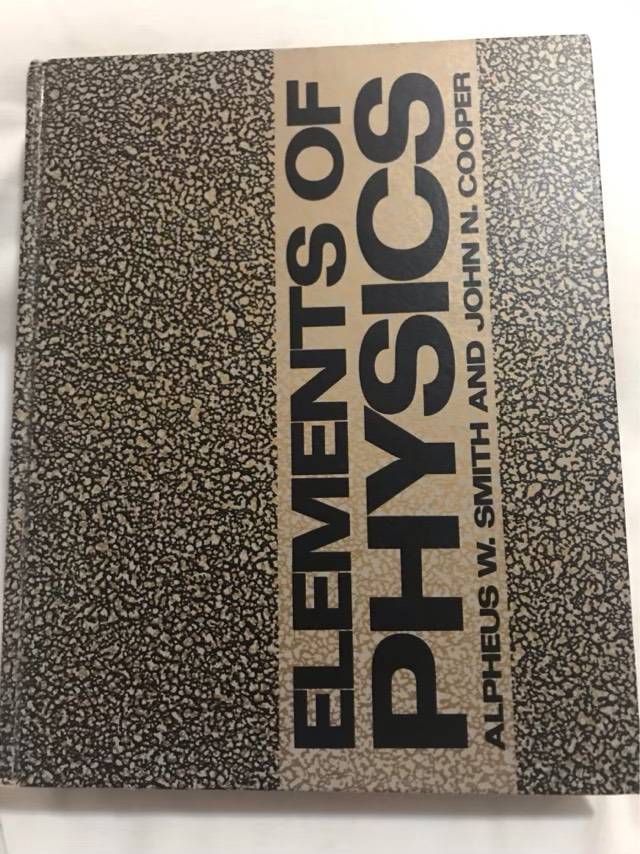 ELEMENTS OF
PHYSICS
ALPHEUS W. SMITH AND JOHN N. COOPER